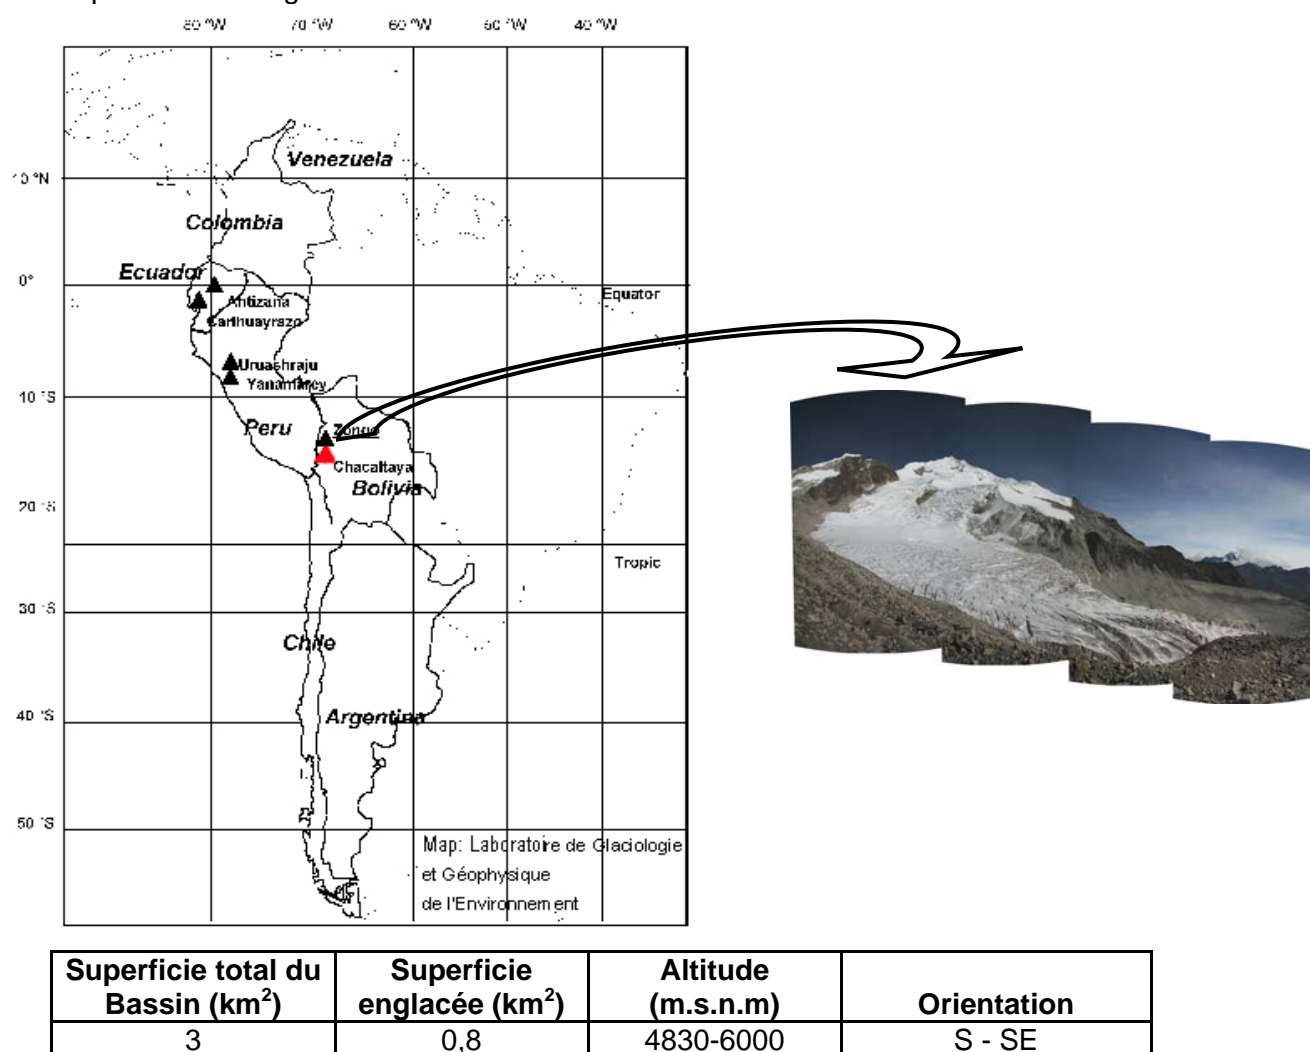 80 °W 70 °W 60 °W 50 °W 40 °W
Venezuela
10 °N
Colombia
Ecuador
0°
Antizana
Equator
Carihuayrazo
Uruashraju
Yanamarey
10 °S
Peru
Zongo
Chacaltaya
Bolivia
20 °S
Tropic
30 °S
Chile
40 °S
Argentina
50 °S
Map: Laboratoire de Glaciologie
et Géophysique
de l'Environnement
Superficie total du Bassin (km²) Superficie englacée (km²) Altitude (m.s.n.m) Orientation
3 0,8 4830-6000 S - SE